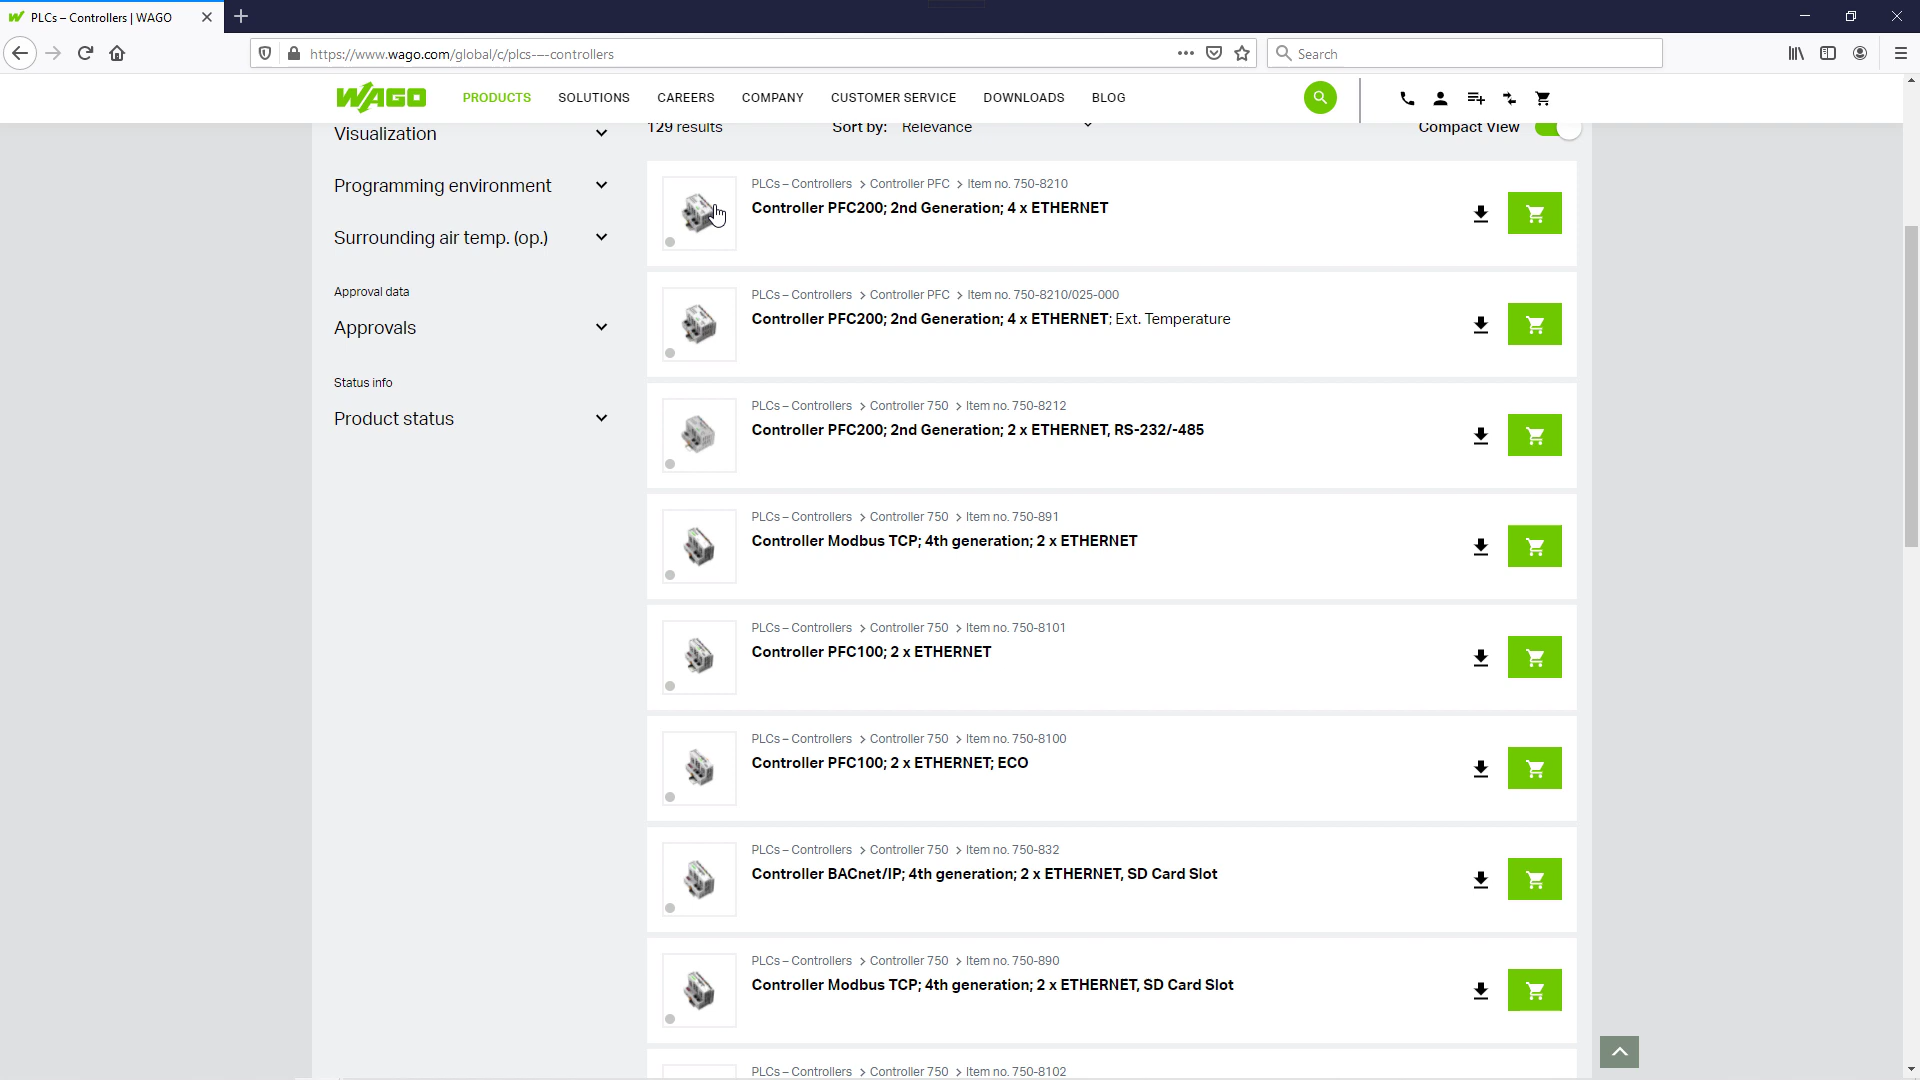 PLCs – Controllers | WAGO
https://www.wago.com/global/c/plcs----controllers
Search
WAGO
PRODUCTS
SOLUTIONS
CAREERS
COMPANY
CUSTOMER SERVICE
DOWNLOADS
BLOG
Visualization
Programming environment
Surrounding air temp. (op.)
Approval data
Approvals
Status info
Product status
129 results
Sort by: Relevance
Compact View
PLCs – Controllers > Controller PFC > Item no. 750-8210
Controller PFC200; 2nd Generation; 4 x ETHERNET
PLCs – Controllers > Controller PFC > Item no. 750-8210/025-000
Controller PFC200; 2nd Generation; 4 x ETHERNET; Ext. Temperature
PLCs – Controllers > Controller 750 > Item no. 750-8212
Controller PFC200; 2nd Generation; 2 x ETHERNET, RS-232/-485
PLCs – Controllers > Controller 750 > Item no. 750-891
Controller Modbus TCP; 4th generation; 2 x ETHERNET
PLCs – Controllers > Controller 750 > Item no. 750-8101
Controller PFC100; 2 x ETHERNET
PLCs – Controllers > Controller 750 > Item no. 750-8100
Controller PFC100; 2 x ETHERNET; ECO
PLCs – Controllers > Controller 750 > Item no. 750-832
Controller BACnet/IP; 4th generation; 2 x ETHERNET, SD Card Slot
PLCs – Controllers > Controller 750 > Item no. 750-890
Controller Modbus TCP; 4th generation; 2 x ETHERNET, SD Card Slot
PLCs – Controllers > Controller 750 > Item no. 750-8102